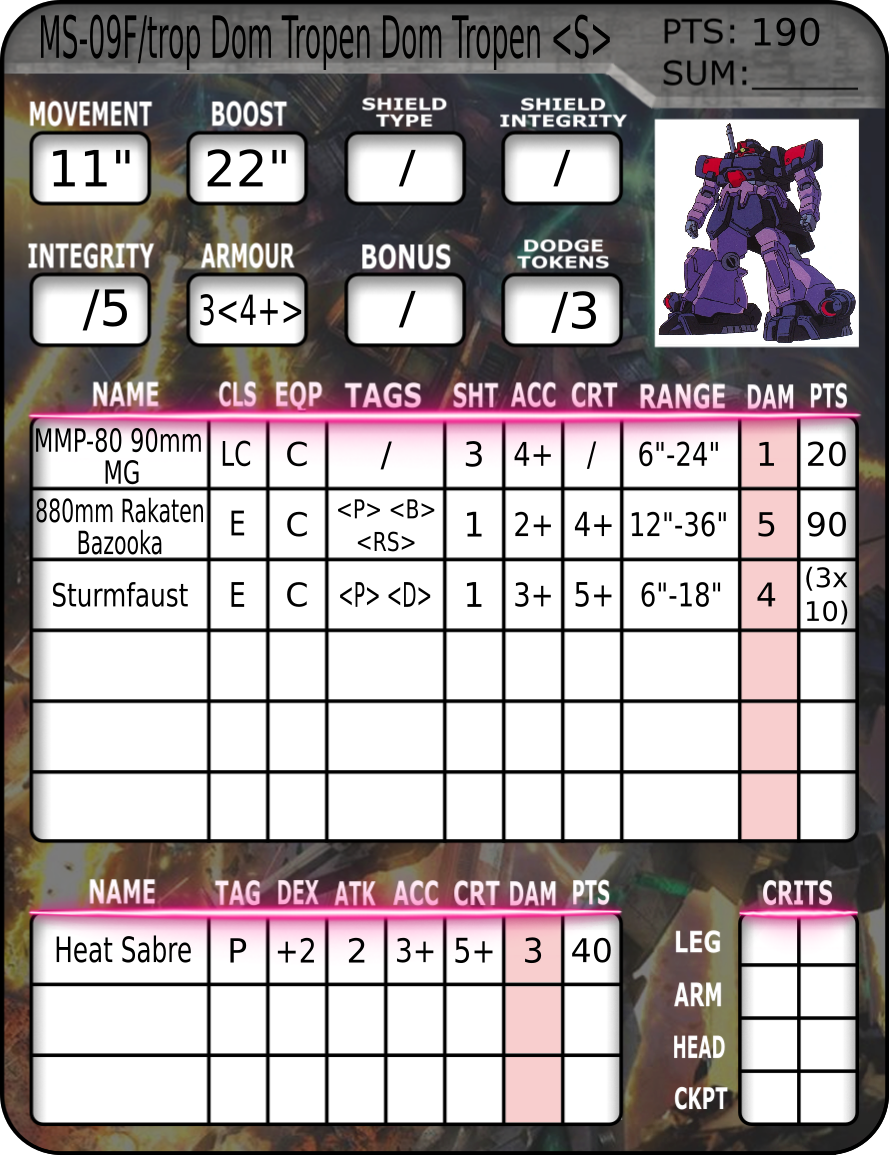 MS-09F/trop Dom Tropen Dom Tropen <S>
PTS: 190
SUM:______
MOVEMENT BOOST SHIELD TYPE SHIELD INTEGRITY
11" 22" / /
INTEGRITY ARMOUR BONUS DODGE TOKENS
/5 3<4+> / /3
NAME CLS EQP TAGS SHT ACC CRT RANGE DAM PTS
MMP-80 90mm
MG LC C / 3 4+ / 6"-24" 1 20
880mm Rakaten
Bazooka E C <P> <B>
<RS> 1 2+ 4+ 12"-36" 5 90
Sturmfaust E C <P> <D> 1 3+ 5+ 6"-18" 4 (3x
10)
NAME TAG DEX ATK ACC CRT DAM PTS
Heat Sabre P +2 2 3+ 5+ 3 40
CRITS
LEG
ARM
HEAD
CKPT